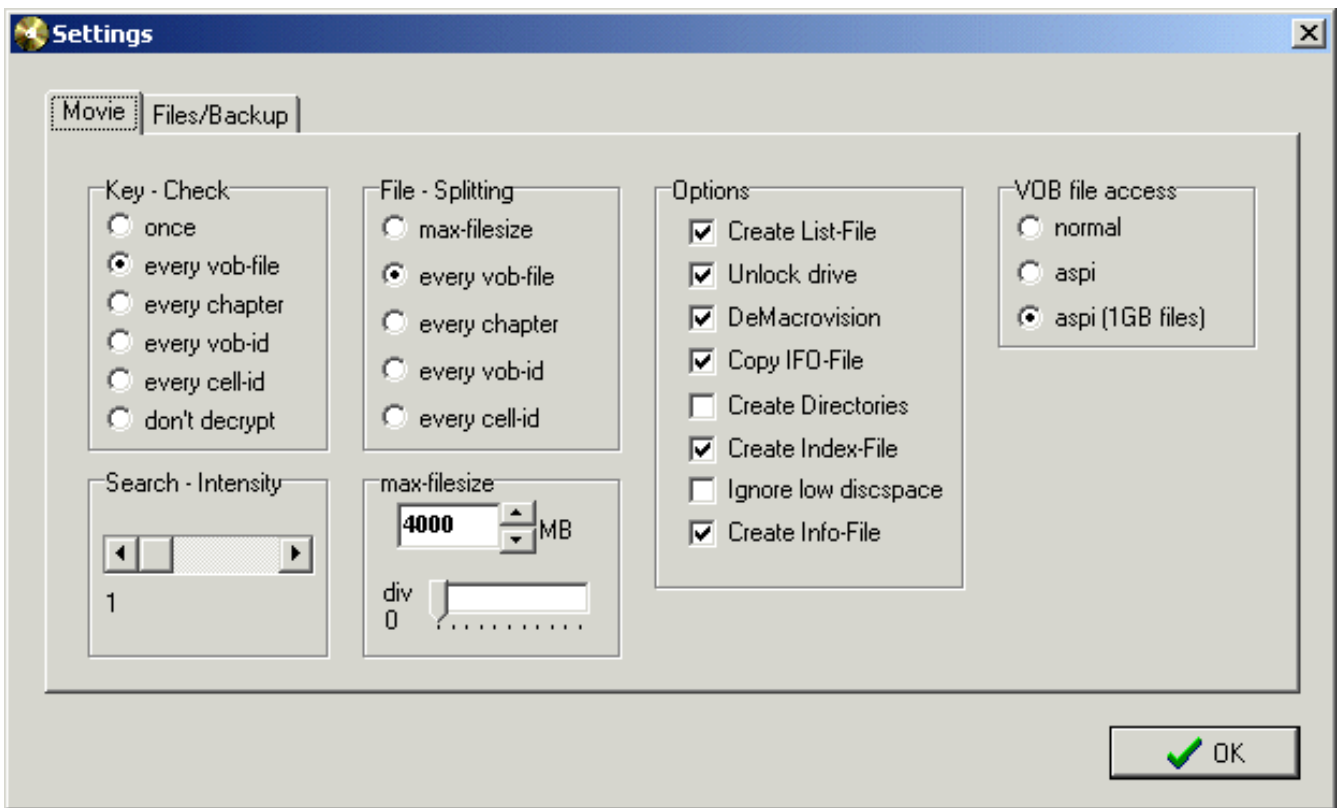 Settings
Movie
Files/Backup
Key - Check
once
every vob-file
every chapter
every vob-id
every cell-id
don't decrypt
File - Splitting
max-filesize
every vob-file
every chapter
every vob-id
every cell-id
Options
Create List-File
Unlock drive
DeMacrovision
Copy IFO-File
Create Directories
Create Index-File
Ignore low discspace
Create Info-File
VOB file access
normal
aspi
aspi (1GB files)
Search - Intensity
1
max-filesize
4000 MB
div
0
OK